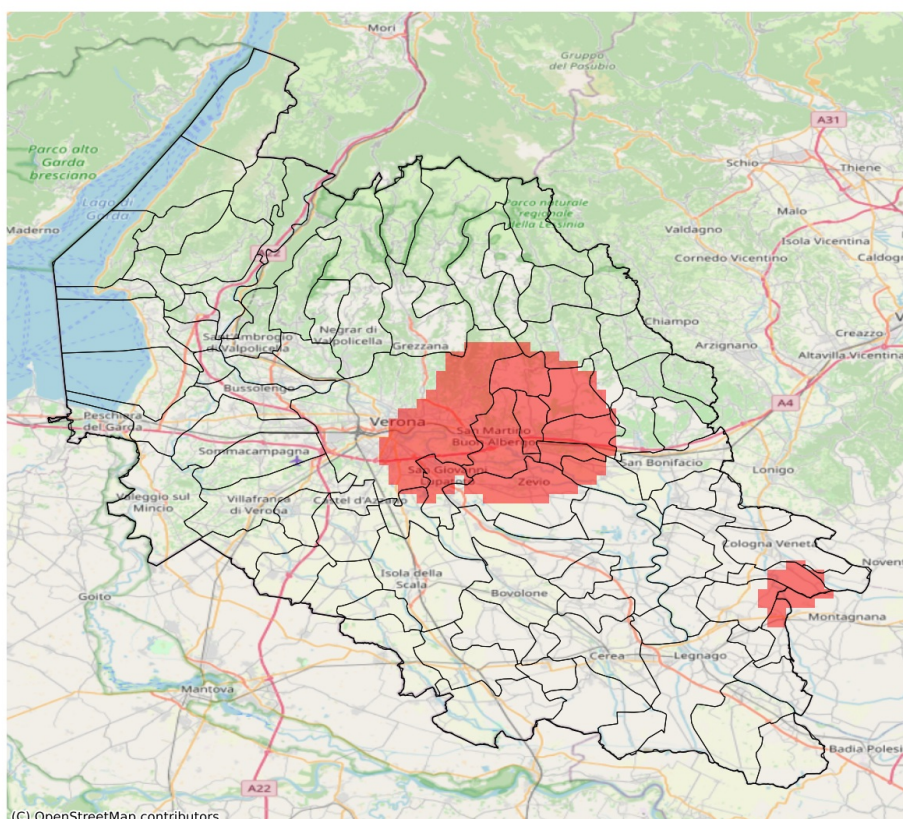 Mori
Gruppo
del Pasubio
A31
Parco alto
Garda
bresciano
Schio
Thiene
Lago di
Garda
Parco naturale
regionale
della Lessinia
Malo
Maderno
Valdagno
Isola Vicentina
A22
Cornedo Vicentino
Caldogn
Chiampo
Sant'Ambrogio
di Valpolicella
Negrar di
Valpolicella
Grezzana
Arzignano
Creazzo
Altavilla Vicentina
Bussolengo
A4
Peschiera
del Garda
Verona
San Martino
Buon Albergo
Sommacampagna
San Giovanni
Lupatoto
Zevio
San Bonifacio
Lonigo
Valeggio sul
Mincio
Villafranca
di Verona
Castel d'Azzano
Cologna Veneta
Noven
Isola della
Scala
Goito
Bovolone
Montagnana
Cerea
Legnago
Mantova
Badia Polesi
A22
(C) OpenStreetMap contributors